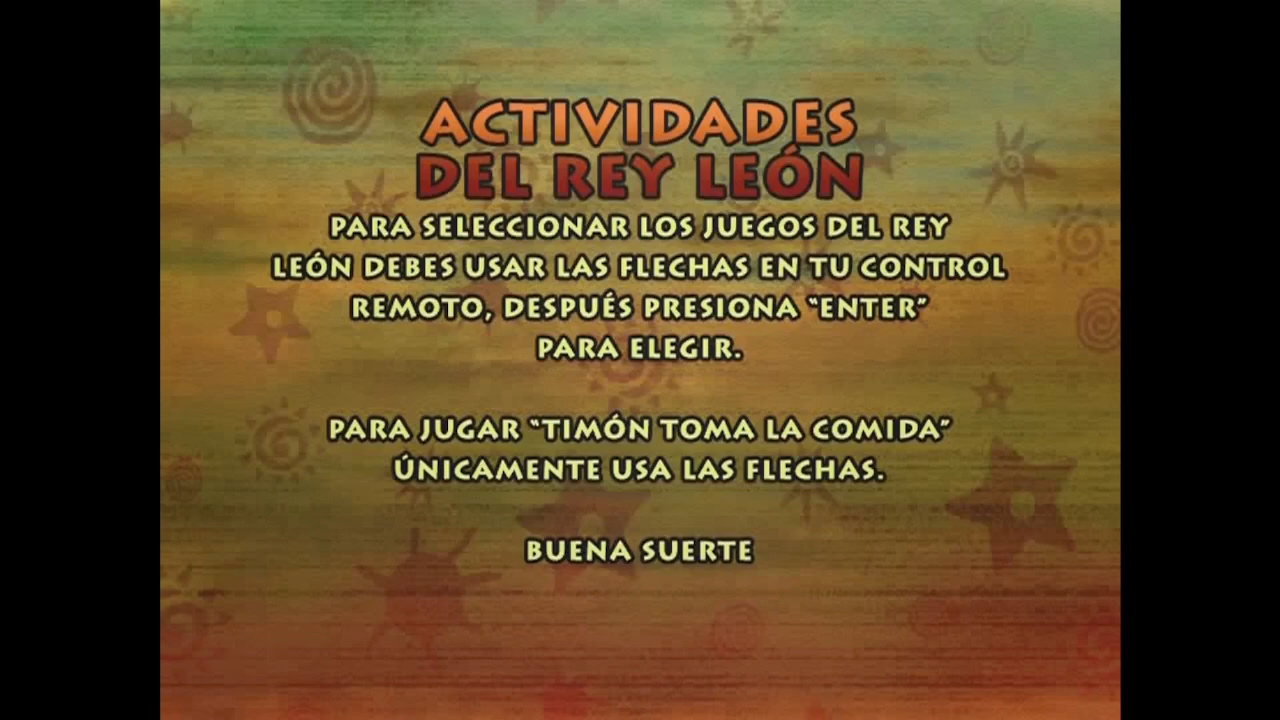 ACTIVIDADES
DEL REY LEÓN
PARA SELECCIONAR LOS JUEGOS DEL REY
LEÓN DEBES USAR LAS FLECHAS EN TU CONTROL
REMOTO, DESPUÉS PRESIONA “ENTER”
PARA ELEGIR.
PARA JUGAR “TIMÓN TOMA LA COMIDA”
ÚNICAMENTE USA LAS FLECHAS.
BUENA SUERTE